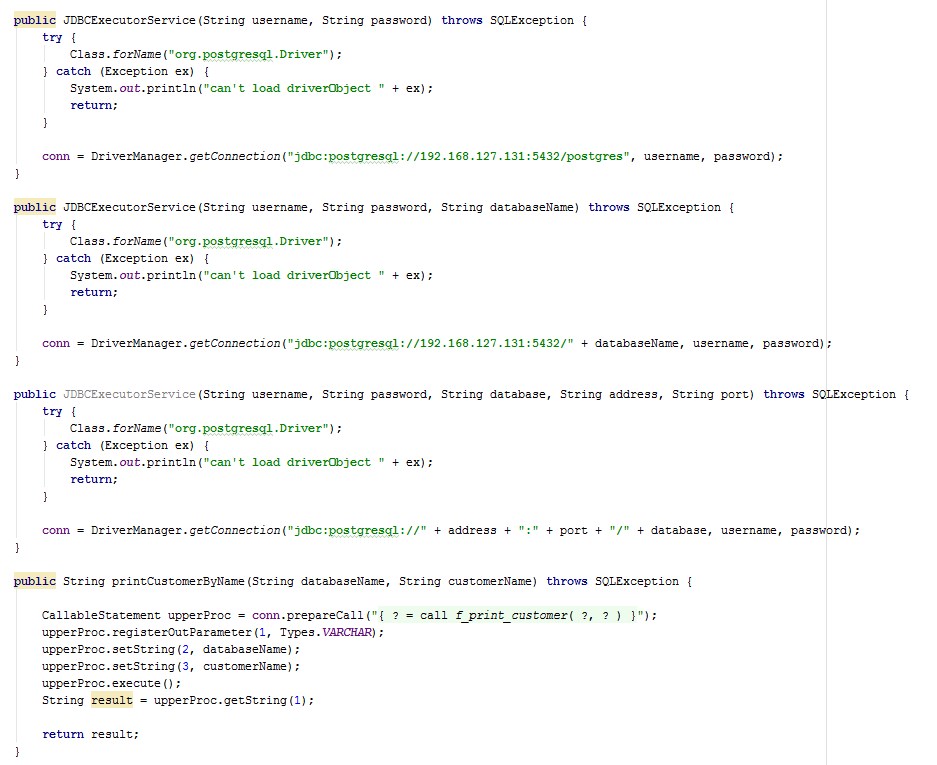 public JDBCExecutorService(String username, String password) throws SQLException {
    try {
        Class.forName("org.postgresql.Driver");
    } catch (Exception ex) {
        System.out.println("can't load driverObject " + ex);
        return;
    }

    conn = DriverManager.getConnection("jdbc:postgresql://192.168.127.131:5432/postgres", username, password);
}

public JDBCExecutorService(String username, String password, String databaseName) throws SQLException {
    try {
        Class.forName("org.postgresql.Driver");
    } catch (Exception ex) {
        System.out.println("can't load driverObject " + ex);
        return;
    }

    conn = DriverManager.getConnection("jdbc:postgresql://192.168.127.131:5432/" + databaseName, username, password);
}

public JDBCExecutorService(String username, String password, String database, String address, String port) throws SQLException {
    try {
        Class.forName("org.postgresql.Driver");
    } catch (Exception ex) {
        System.out.println("can't load driverObject " + ex);
        return;
    }

    conn = DriverManager.getConnection("jdbc:postgresql://" + address + ":" + port + "/" + database, username, password);
}

public String printCustomerByName(String databaseName, String customerName) throws SQLException {

    CallableStatement upperProc = conn.prepareCall("{ ? = call f_print_customer( ?, ? ) }");
    upperProc.registerOutParameter(1, Types.VARCHAR);
    upperProc.setString(2, databaseName);
    upperProc.setString(3, customerName);
    upperProc.execute();
    String result = upperProc.getString(1);

    return result;
}